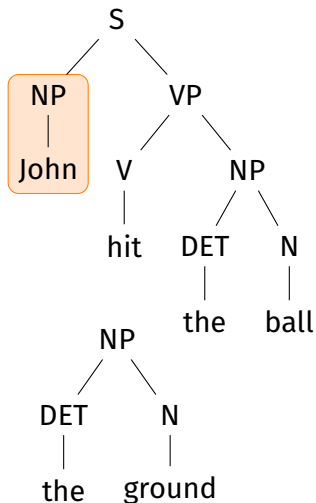 S
NP VP
John V NP
hit DET N
the ball
NP
DET N
the ground